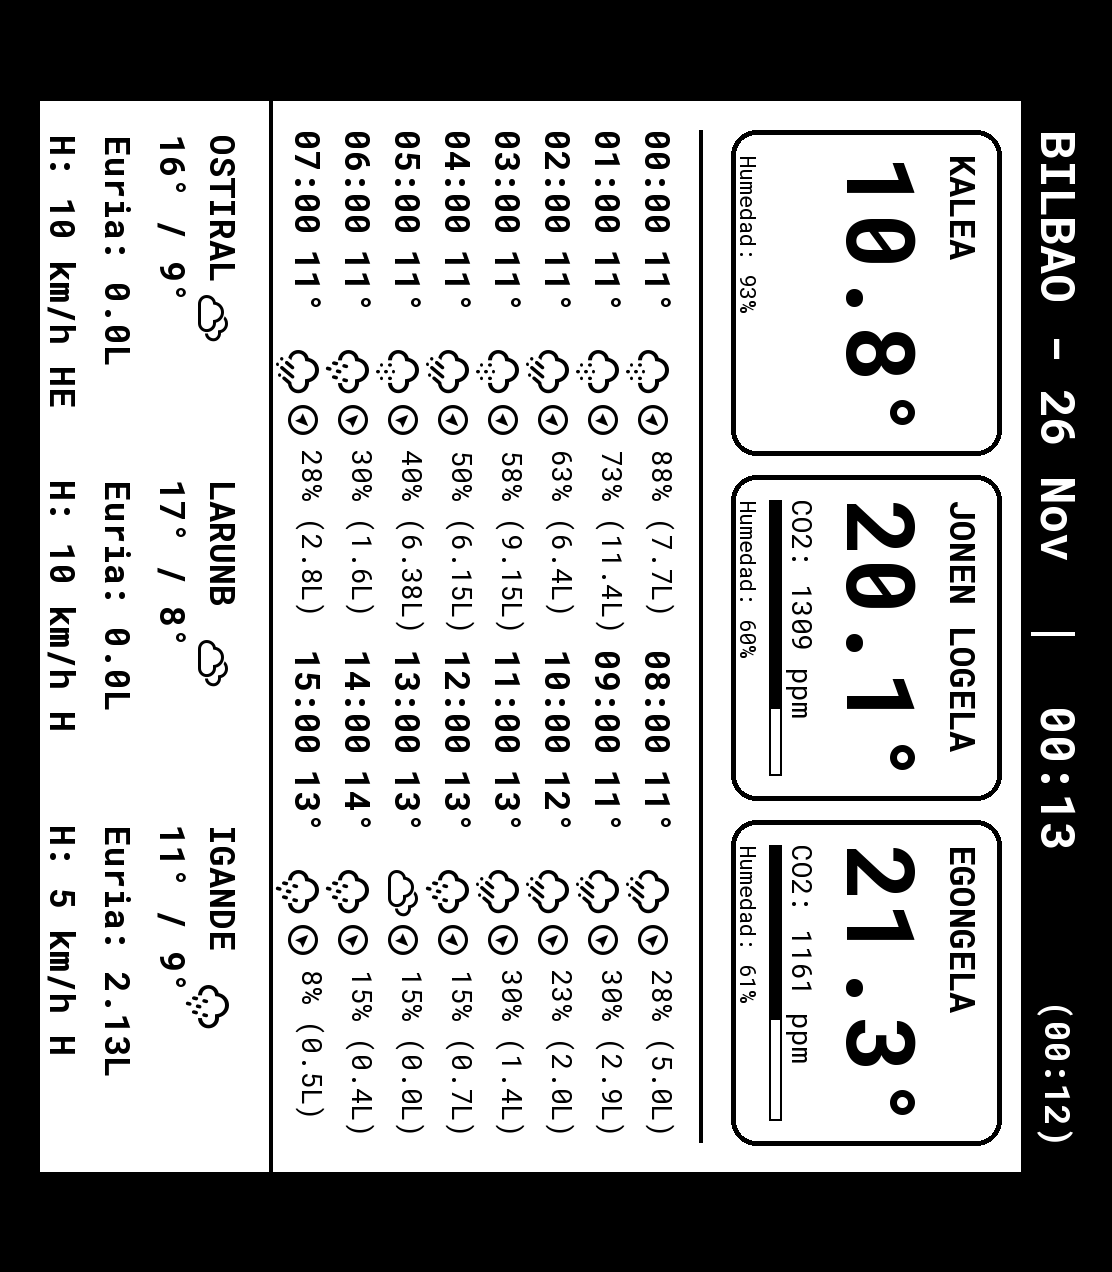 BILBAO - 26 Nov | 00:13 (00:12)
KALEA
10.8°
Humedad: 93%
JONEN LOGELA
20.1°
CO2: 1309 ppm
Humedad: 60%
EGONGELA
21.3°
CO2: 1161 ppm
Humedad: 61%
00:00 11° 88% (7.7L)
01:00 11° 73% (11.4L)
02:00 11° 63% (6.4L)
03:00 11° 58% (9.15L)
04:00 11° 50% (6.15L)
05:00 11° 40% (6.38L)
06:00 11° 30% (1.6L)
07:00 11° 28% (2.8L)
08:00 11° 28% (5.0L)
09:00 11° 30% (2.9L)
10:00 12° 23% (2.0L)
11:00 13° 30% (1.4L)
12:00 13° 15% (0.7L)
13:00 13° 15% (0.0L)
14:00 14° 15% (0.4L)
15:00 13° 8% (0.5L)
OSTIRAL
16° / 9°
Euria: 0.0L
H: 10 km/h HE
LARUNB
17° / 8°
Euria: 0.0L
H: 10 km/h H
IGANDE
11° / 9°
Euria: 2.13L
H: 5 km/h H